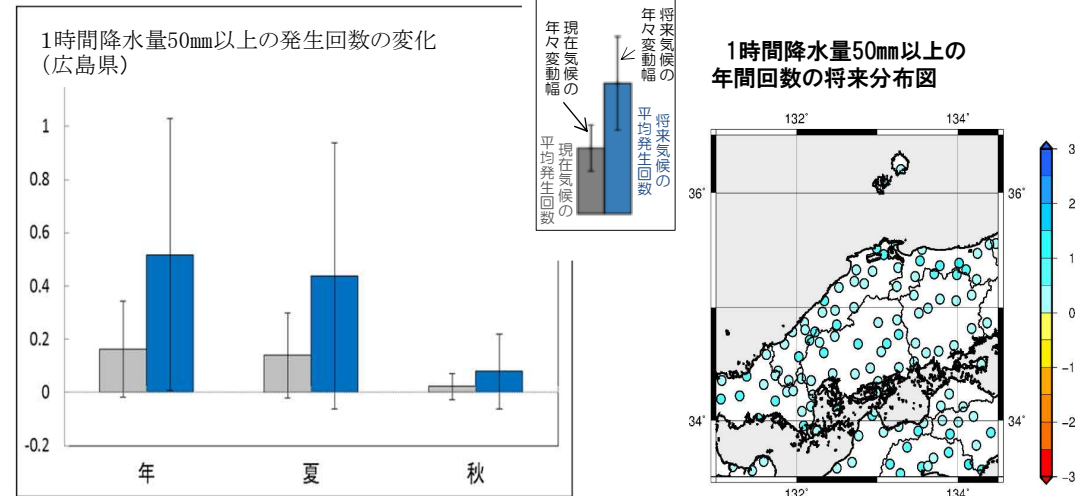 1時間降水量50mm以上の発生回数の変化
(広島県)
1
0.8
0.6
0.4
0.2
0
-0.2
年
夏
秋
将来気候の
年々変動幅
現在気候の
年々変動幅
将来気候の
平均発生回数
現在気候の
平均発生回数
1時間降水量50mm以上の
年間回数の将来分布図
132°
134°
36°
36°
34°
34°
132°
134°
3
2
1
0
-1
-2
-3